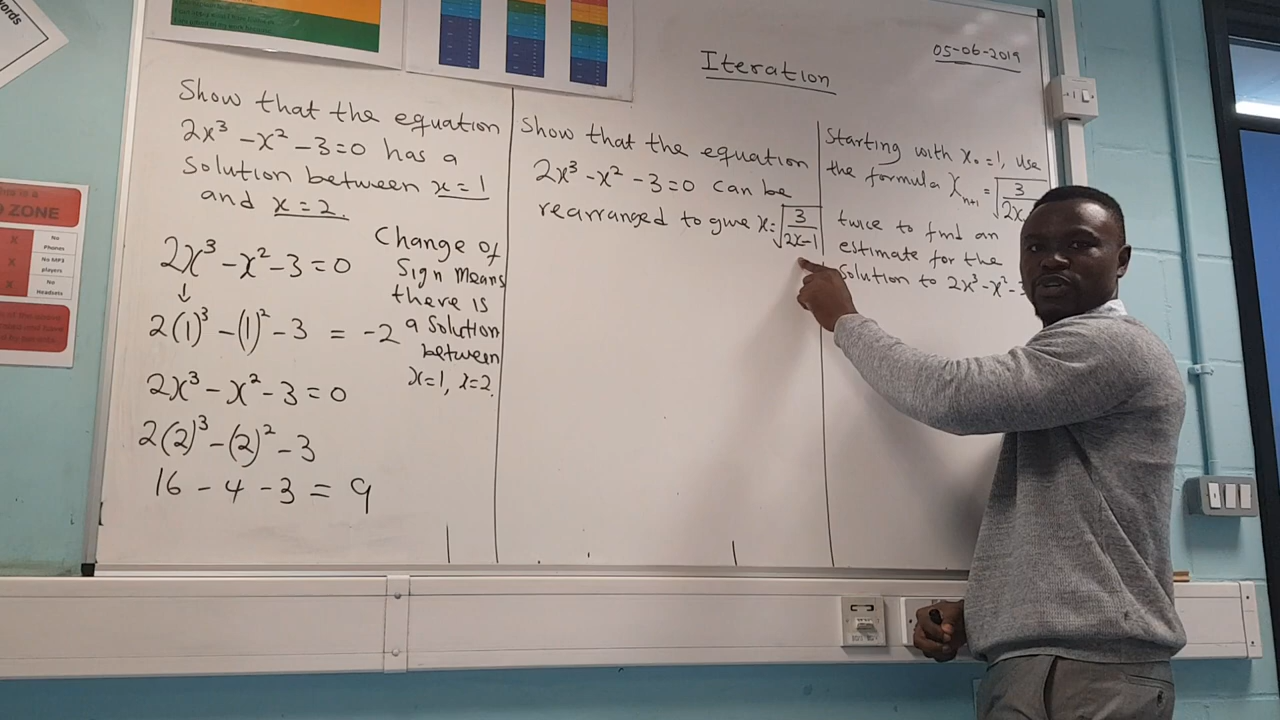 words
Iteration
05-06-2019
Show that the equation
2x³ - x² - 3 = 0 has a
Solution between x = 1
and x = 2.
2x³ - x² - 3 = 0
↓
2(1)³ - (1)² - 3 = -2
2x³ - x² - 3 = 0
2(2)³ - (2)² - 3
16 - 4 - 3 = 9
Change of
Sign means
there is
a Solution
between
x=1, x=2.
Show that the equation
2x³ - x² - 3 = 0 can be
rearranged to give x = √(3/(2x-1))
Starting with x₀ = 1, use
the formula xₙ₊₁ = √(3/(2x
twice to find an
estimate for the
Solution to 2x³ - x² -
ZONE
X No Phones
X No MP3 players
X No Headsets